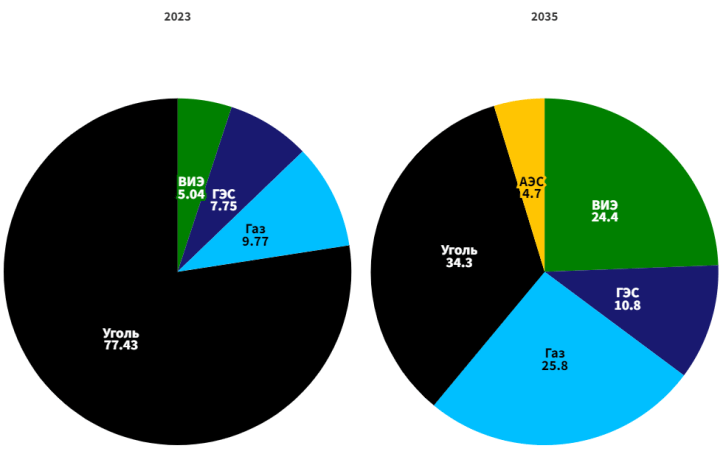 2023
2035
ВИЭ
5.04
ГЭС
7.75
Газ
9.77
Уголь
77.43
АЭС
4.7
ВИЭ
24.4
Уголь
34.3
ГЭС
10.8
Газ
25.8